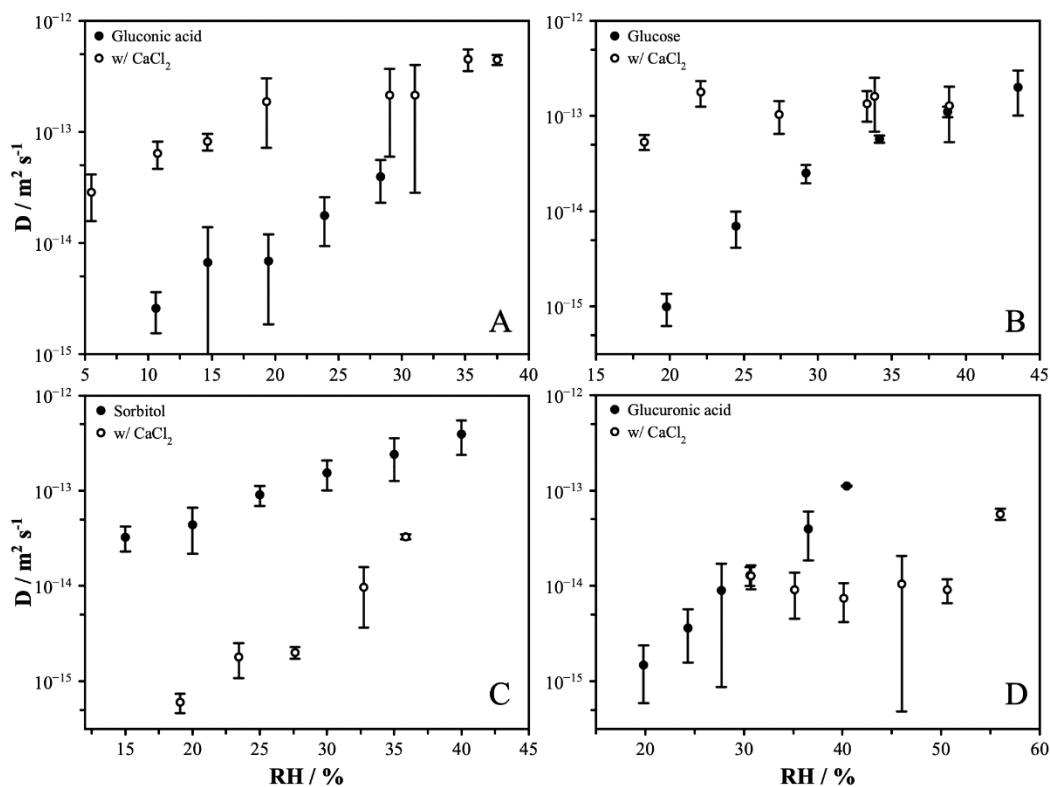 Gluconic acid
w/ CaCl₂
A
10⁻¹²
10⁻¹³
10⁻¹⁴
10⁻¹⁵
D / m² s⁻¹
5 10 15 20 25 30 35 40 45
Glucose
w/ CaCl₂
B
10⁻¹²
10⁻¹³
10⁻¹⁴
10⁻¹⁵
15 20 25 30 35 40 45
Sorbitol
w/ CaCl₂
C
10⁻¹²
10⁻¹³
10⁻¹⁴
10⁻¹⁵
D / m² s⁻¹
15 20 25 30 35 40 45
RH / %
Glucuronic acid
w/ CaCl₂
D
10⁻¹²
10⁻¹³
10⁻¹⁴
10⁻¹⁵
20 30 40 50 60
RH / %